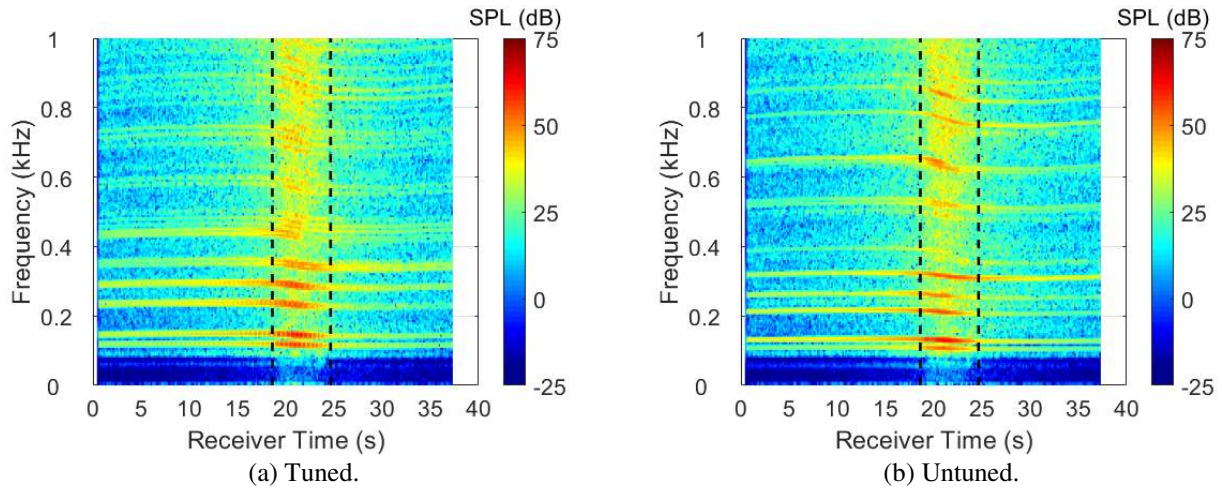 SPL (dB)
1
0.8
0.6
0.4
0.2
0
Frequency (kHz)
0 5 10 15 20 25 30 35 40
Receiver Time (s)
75
50
25
0
-25
(a) Tuned.
SPL (dB)
1
0.8
0.6
0.4
0.2
0
Frequency (kHz)
0 5 10 15 20 25 30 35 40
Receiver Time (s)
75
50
25
0
-25
(b) Untuned.